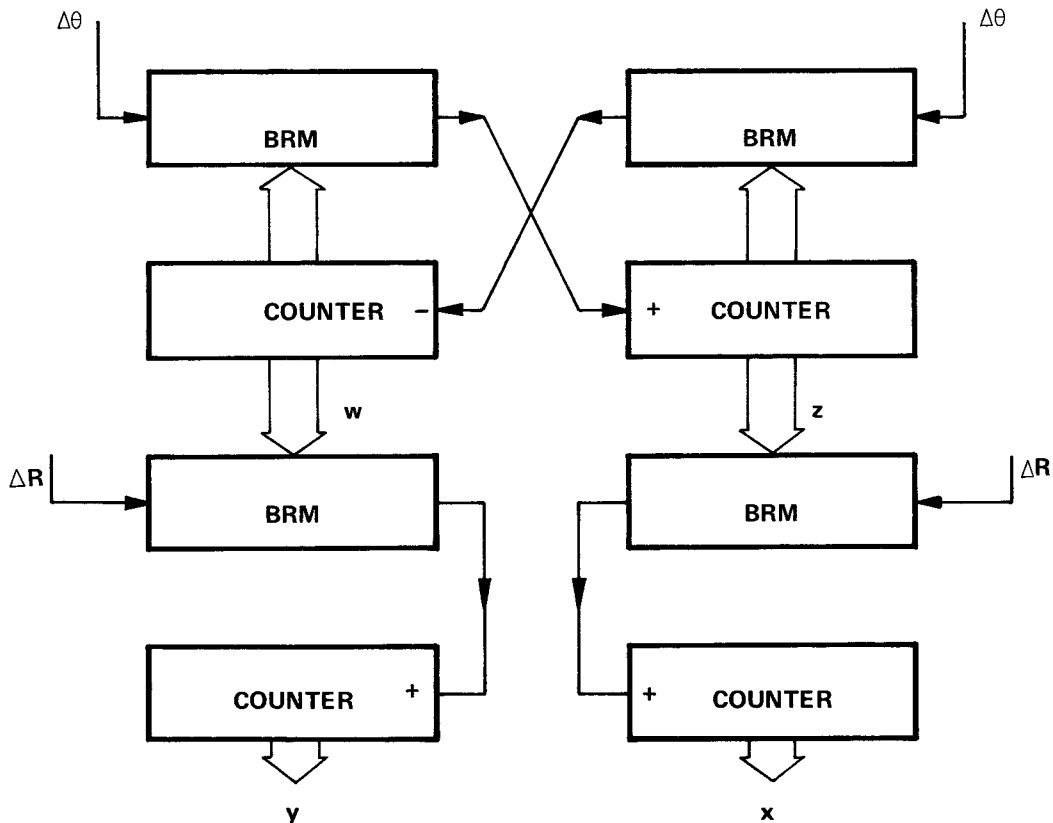 Δθ Δθ
BRM BRM
COUNTER − + COUNTER
w z
ΔR ΔR
BRM BRM
COUNTER + + COUNTER
y x